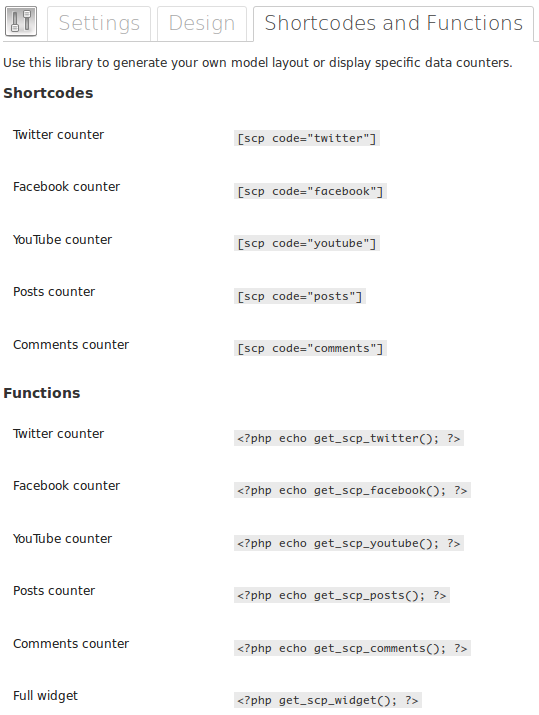 Settings Design Shortcodes and Functions
Use this library to generate your own model layout or display specific data counters.
Shortcodes
Twitter counter [scp code="twitter"]
Facebook counter [scp code="facebook"]
YouTube counter [scp code="youtube"]
Posts counter [scp code="posts"]
Comments counter [scp code="comments"]
Functions
Twitter counter <?php echo get_scp_twitter(); ?>
Facebook counter <?php echo get_scp_facebook(); ?>
YouTube counter <?php echo get_scp_youtube(); ?>
Posts counter <?php echo get_scp_posts(); ?>
Comments counter <?php echo get_scp_comments(); ?>
Full widget <?php get_scp_widget(); ?>